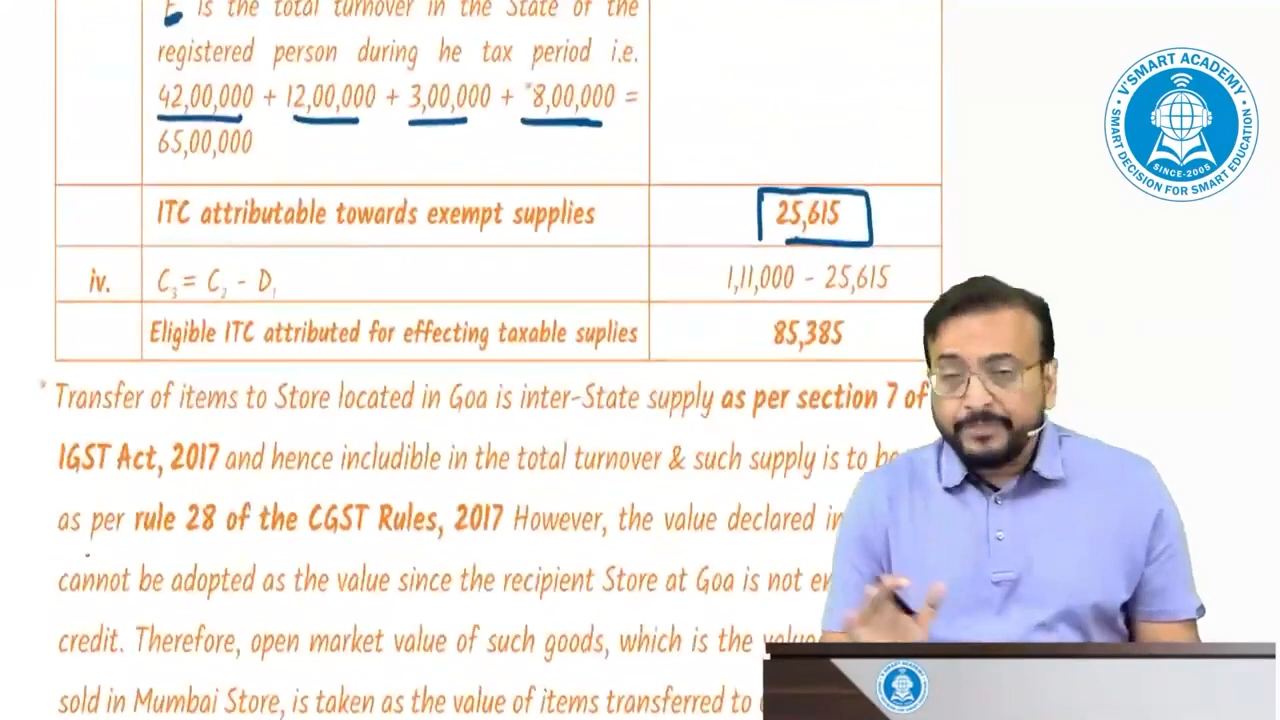 E is the total turnover in the State of the
registered person during he tax period i.e.
42,00,000 + 12,00,000 + 3,00,000 + *8,00,000 =
65,00,000
ITC attributable towards exempt supplies 25,615
iv. C3 = C2 - D1 1,11,000 - 25,615
Eligible ITC attributed for effecting taxable suplies 85,385
* Transfer of items to Store located in Goa is inter-State supply as per section 7 of
IGST Act, 2017 and hence includible in the total turnover & such supply is to be
as per rule 28 of the CGST Rules, 2017 However, the value declared in
cannot be adopted as the value since the recipient Store at Goa is not
credit. Therefore, open market value of such goods, which is the value
sold in Mumbai Store, is taken as the value of items transferred to
V'SMART ACADEMY
SINCE-2005
SMART DECISION FOR SMART EDUCATION